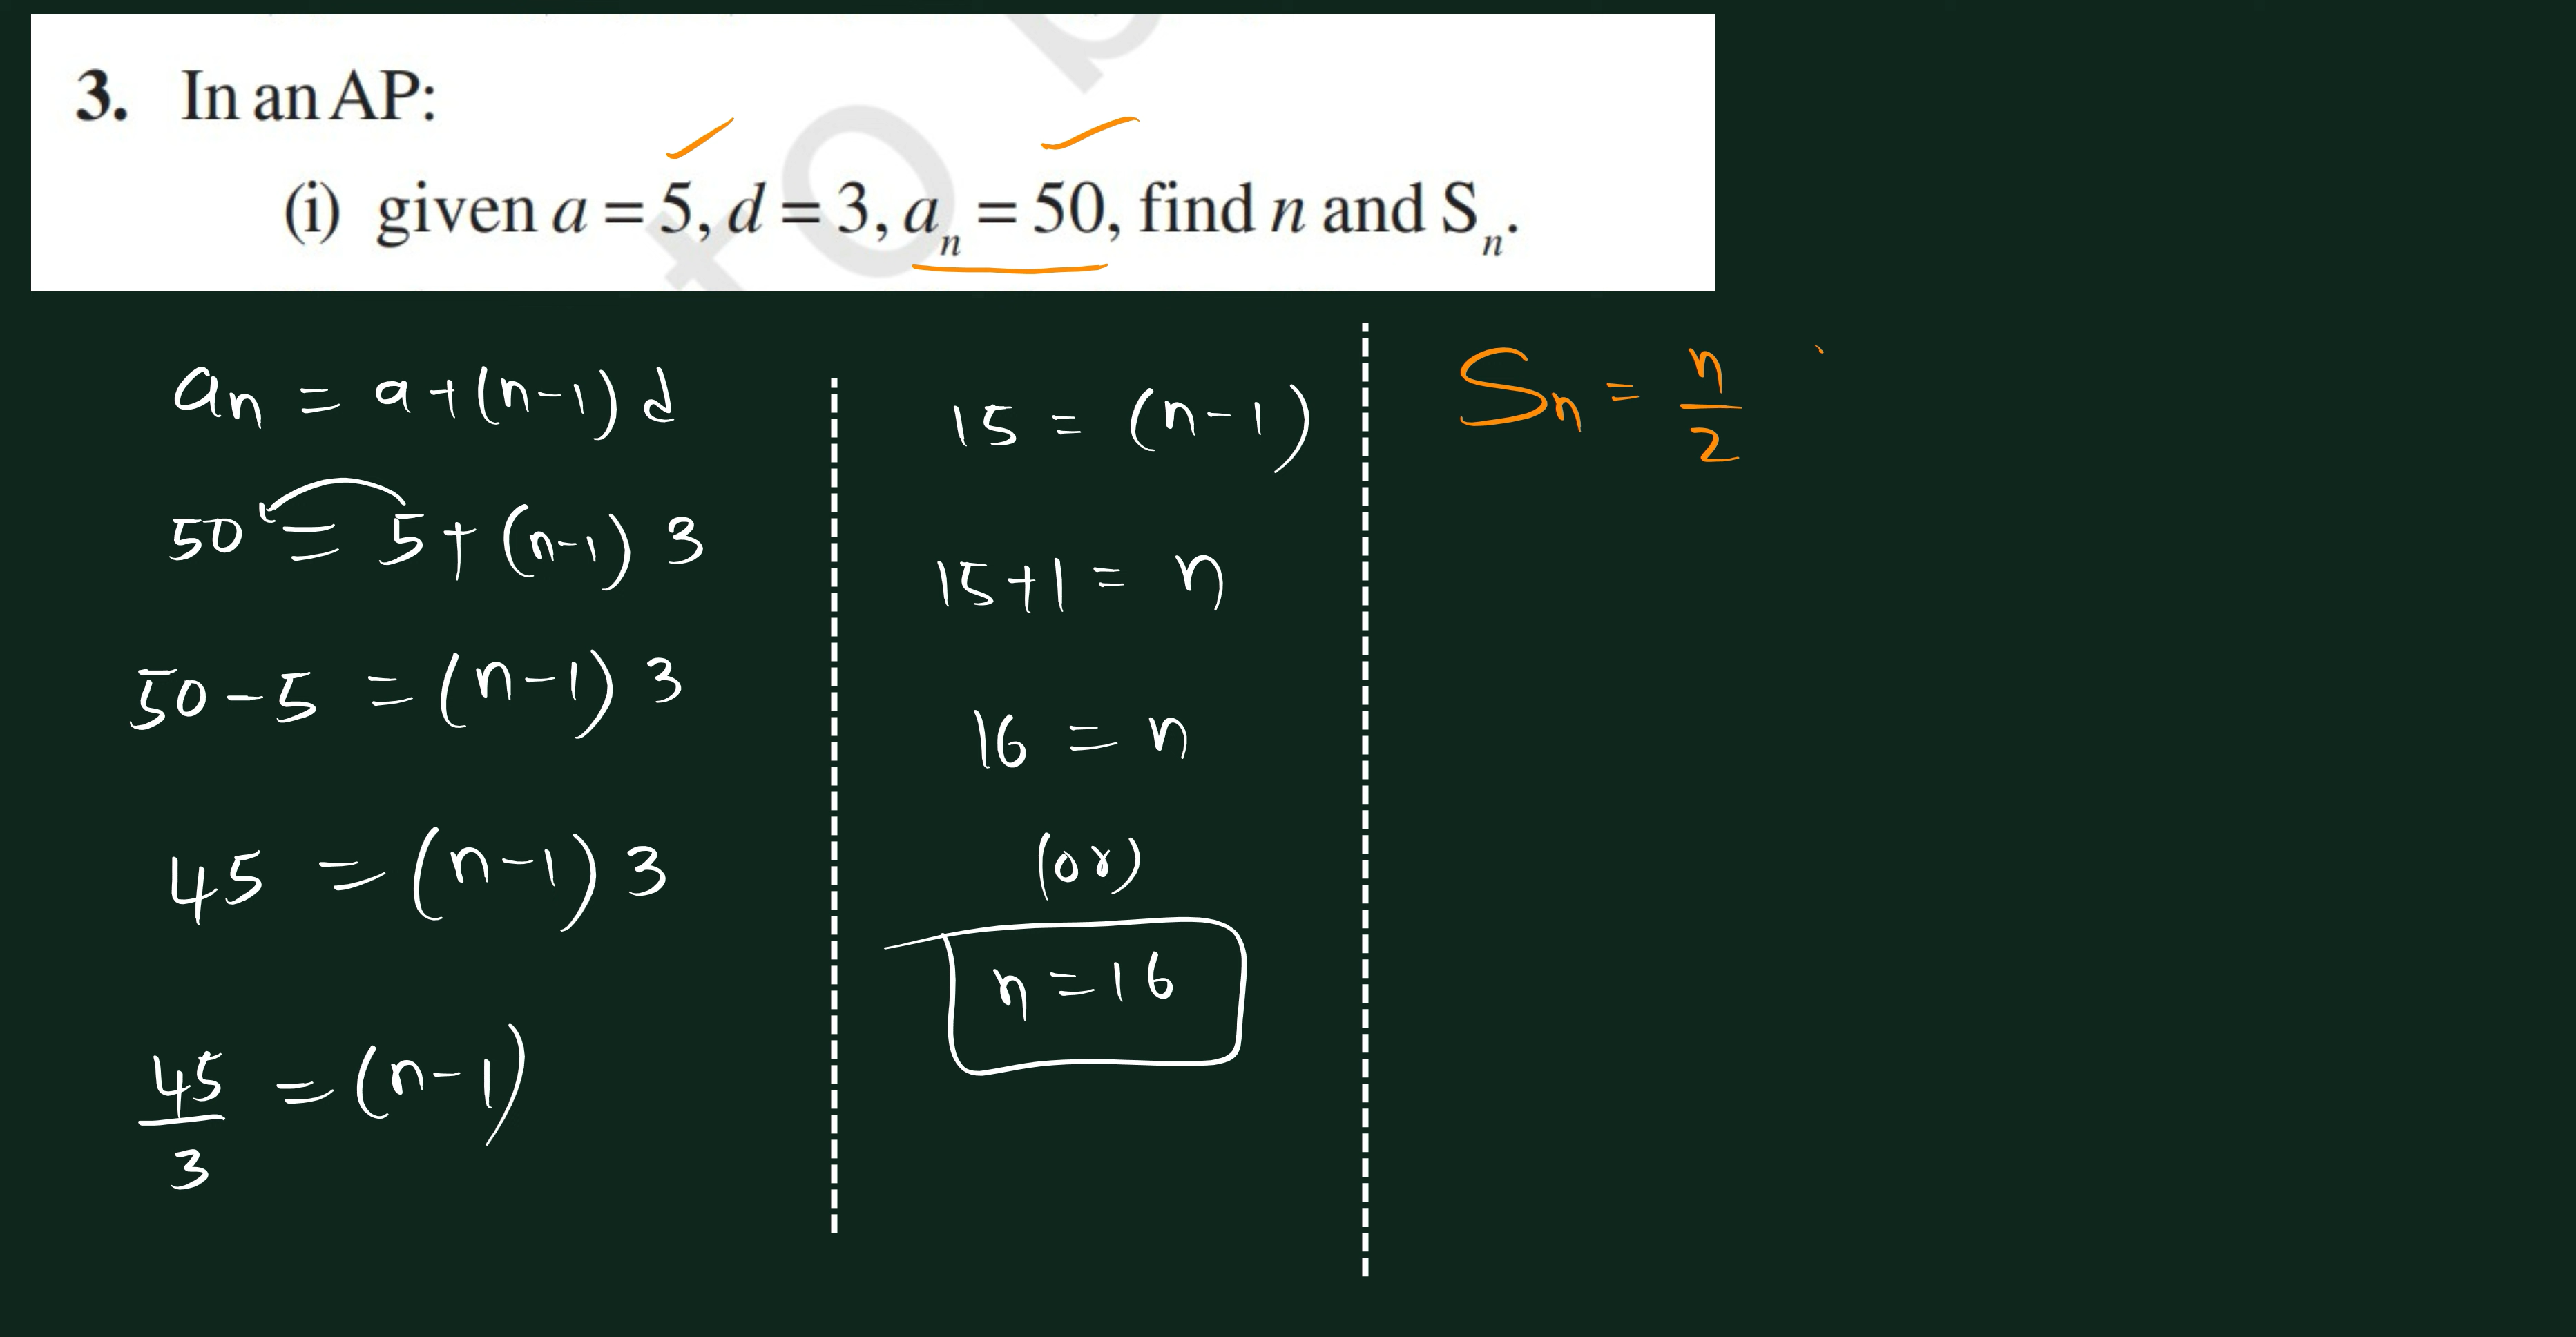 3. In an AP:
(i) given a = 5, d = 3, aₙ = 50, find n and Sₙ.
aₙ = a+(n-1) d
50 = 5+ (n-1) 3
50-5 = (n-1) 3
45 = (n-1) 3
45/3 = (n-1)
15 = (n-1)
15+1 = n
16 = n
(or)
n = 16
Sₙ = n/2